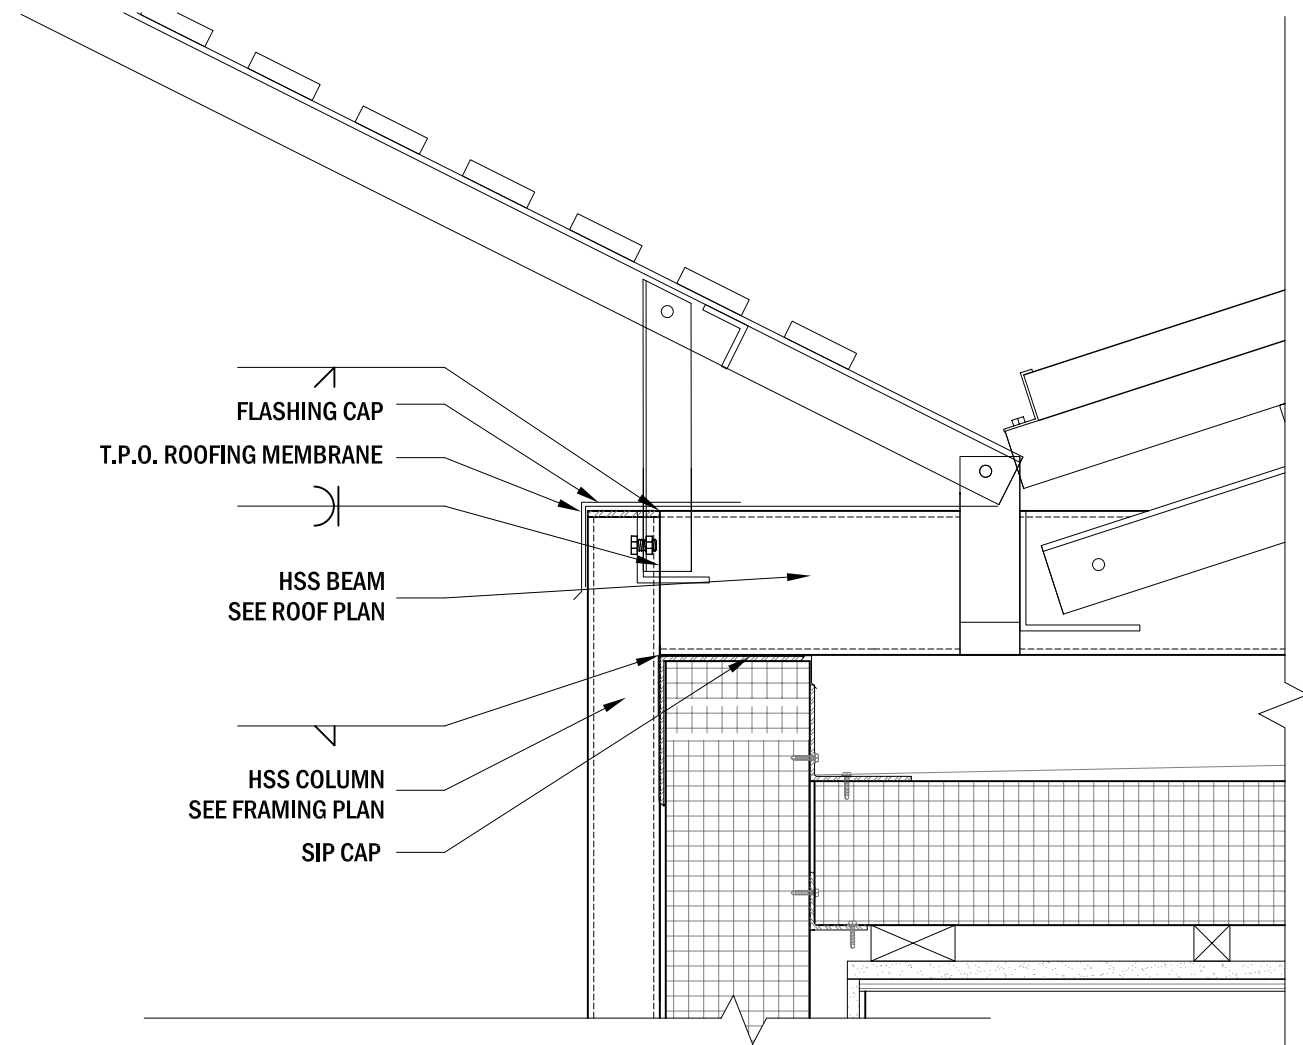 FLASHING CAP
T.P.O. ROOFING MEMBRANE
HSS BEAM
SEE ROOF PLAN
HSS COLUMN
SEE FRAMING PLAN
SIP CAP